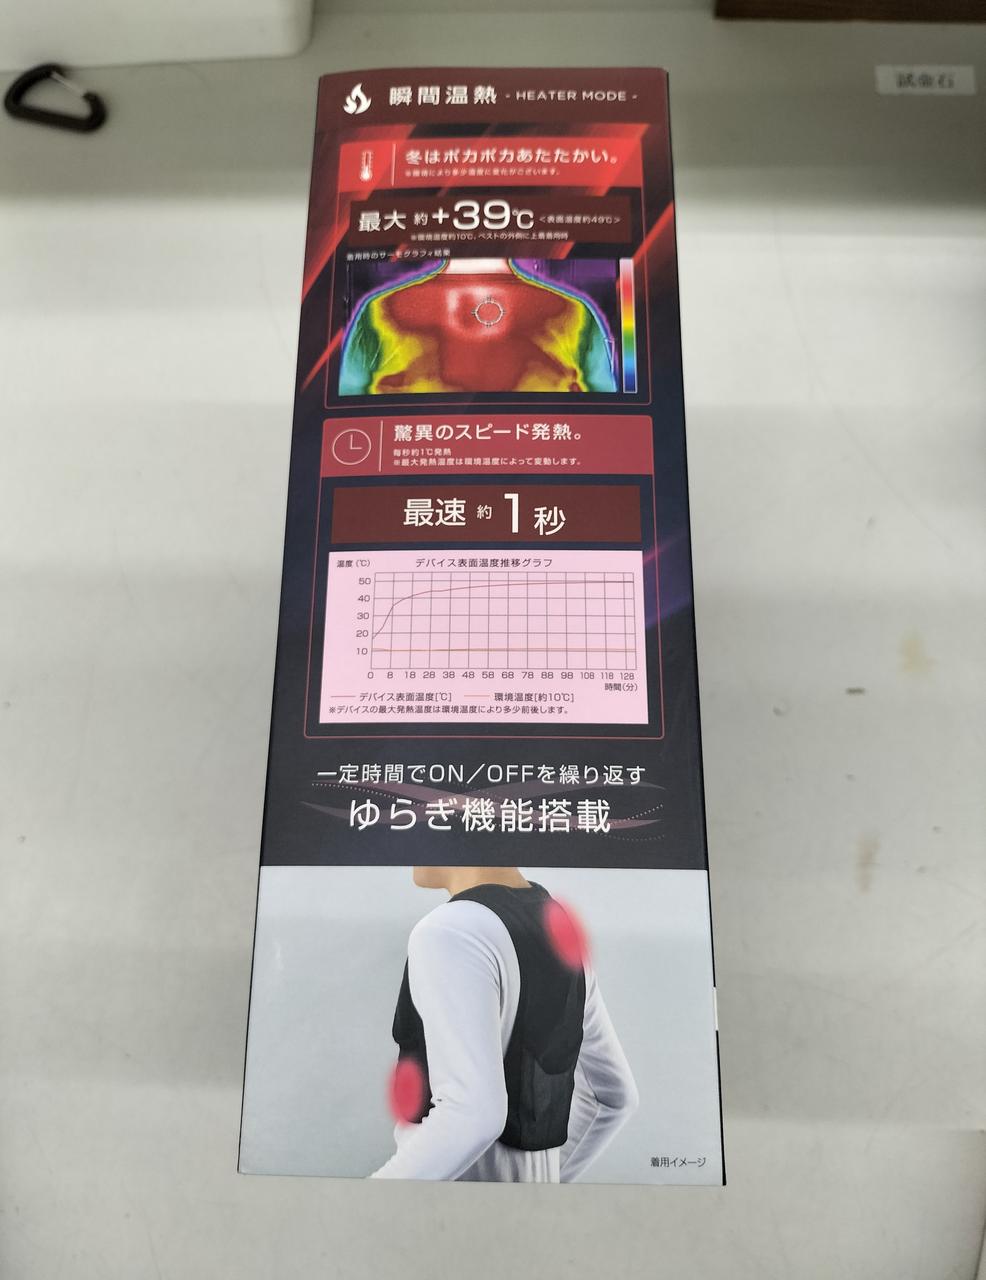 瞬間温熱 - HEATER MODE -
冬はポカポカあたたかい。
※環境により多少温度に変化がございます。
最大 約+39℃ <表面温度約49℃>
※環境温度約10℃、ベストの外側に上着着用時
着用時のサーモグラフィ結果
驚異のスピード発熱。
毎秒約1℃発熱
※最大発熱温度は環境温度によって変動します。
最速 約1秒
デバイス表面温度推移グラフ
温度(℃)
50
40
30
20
10
0 8 18 28 38 48 58 68 78 88 98 108 118 128
時間(分)
デバイス表面温度[℃] 環境温度[約10℃]
※デバイスの最大発熱温度は環境温度により多少前後します。
一定時間でON/OFFを繰り返す
ゆらぎ機能搭載
着用イメージ
試金石